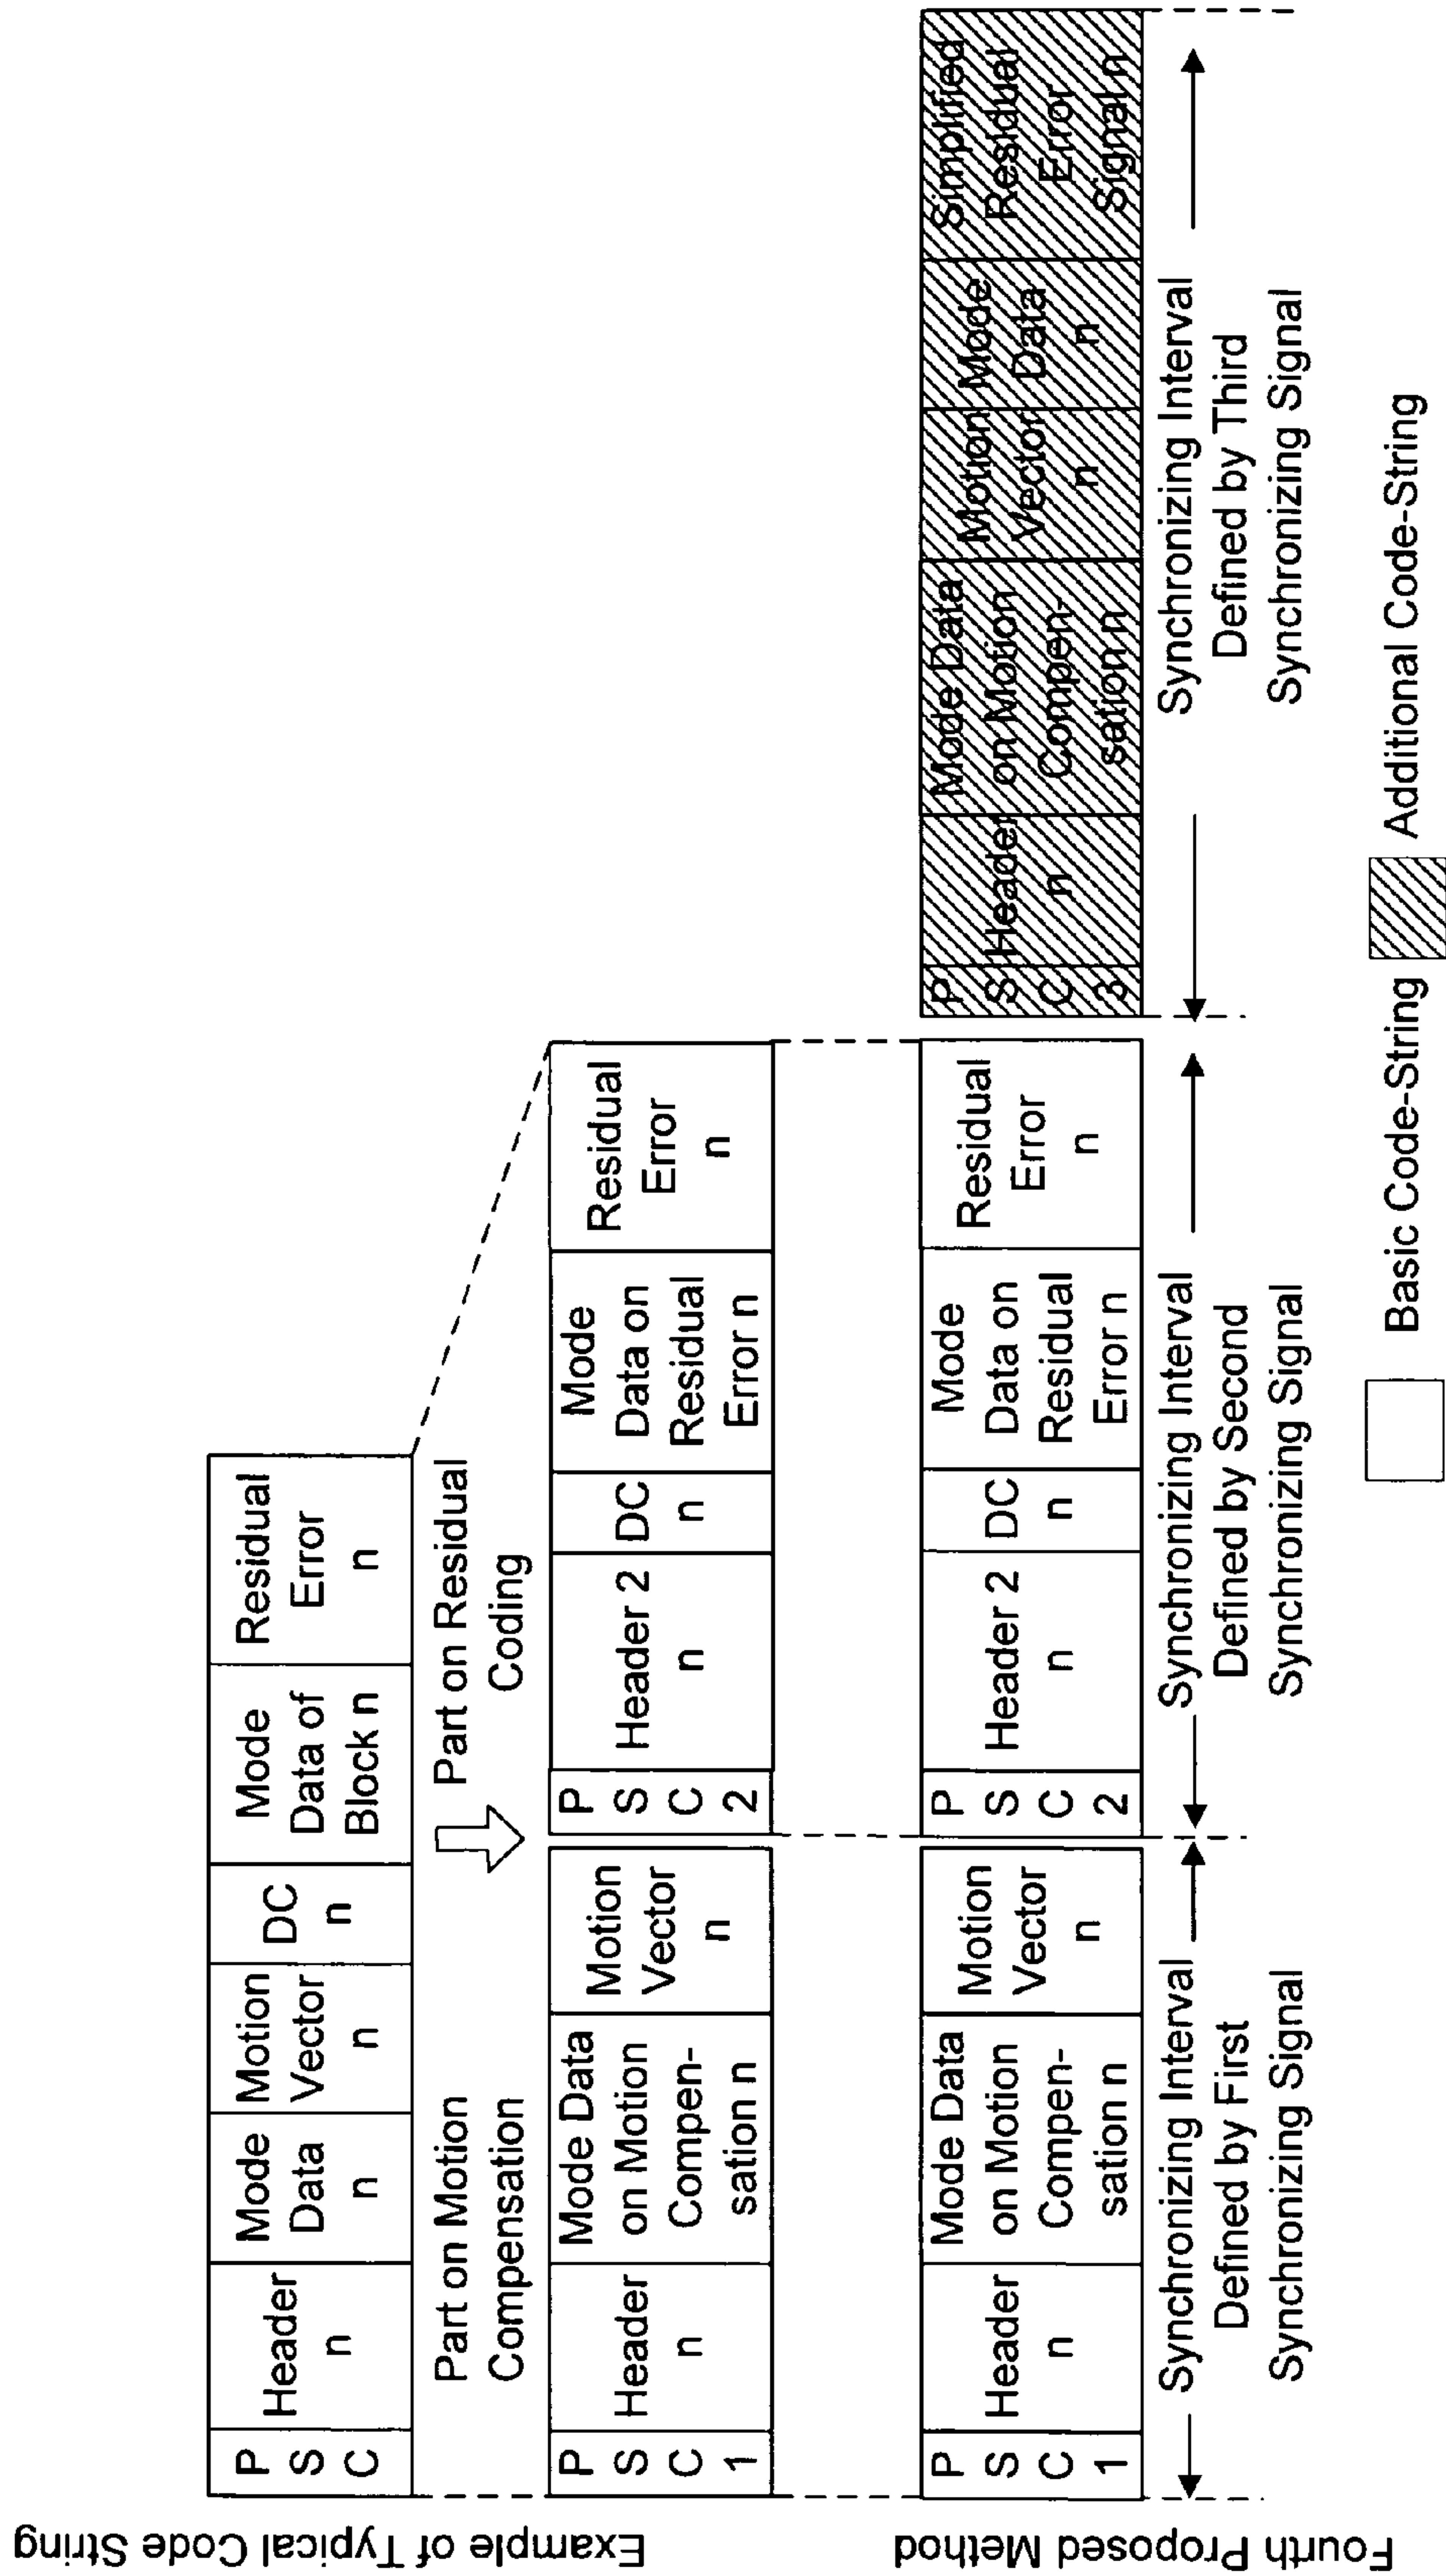 Example of Typical Code String
P
S
C
Header
n
Mode
Data
n
Motion
Vector
n
DC
n
Mode
Data of
Block n
Residual
Error
n
Part on Motion
Compensation
Part on Residual
Coding
P
S
C
1
Header
n
Mode Data
on Motion
Compen-
sation n
Motion
Vector
n
P
S
C
2
Header 2
n
DC
n
Mode
Data on
Residual
Error n
Residual
Error
n
Fourth Proposed Method
P
S
C
1
Header
n
Mode Data
on Motion
Compen-
sation n
Motion
Vector
n
P
S
C
2
Header 2
n
DC
n
Mode
Data on
Residual
Error n
Residual
Error
n
P
S
C
3
Header
n
Mode Data
on Motion
Compen-
sation n
Motion
Vector
n
Mode
Data
n
Simplified
Residual
Error
Signal n
Synchronizing Interval
Defined by First
Synchronizing Signal
Synchronizing Interval
Defined by Second
Synchronizing Signal
Synchronizing Interval
Defined by Third
Synchronizing Signal
Basic Code-String
Additional Code-String